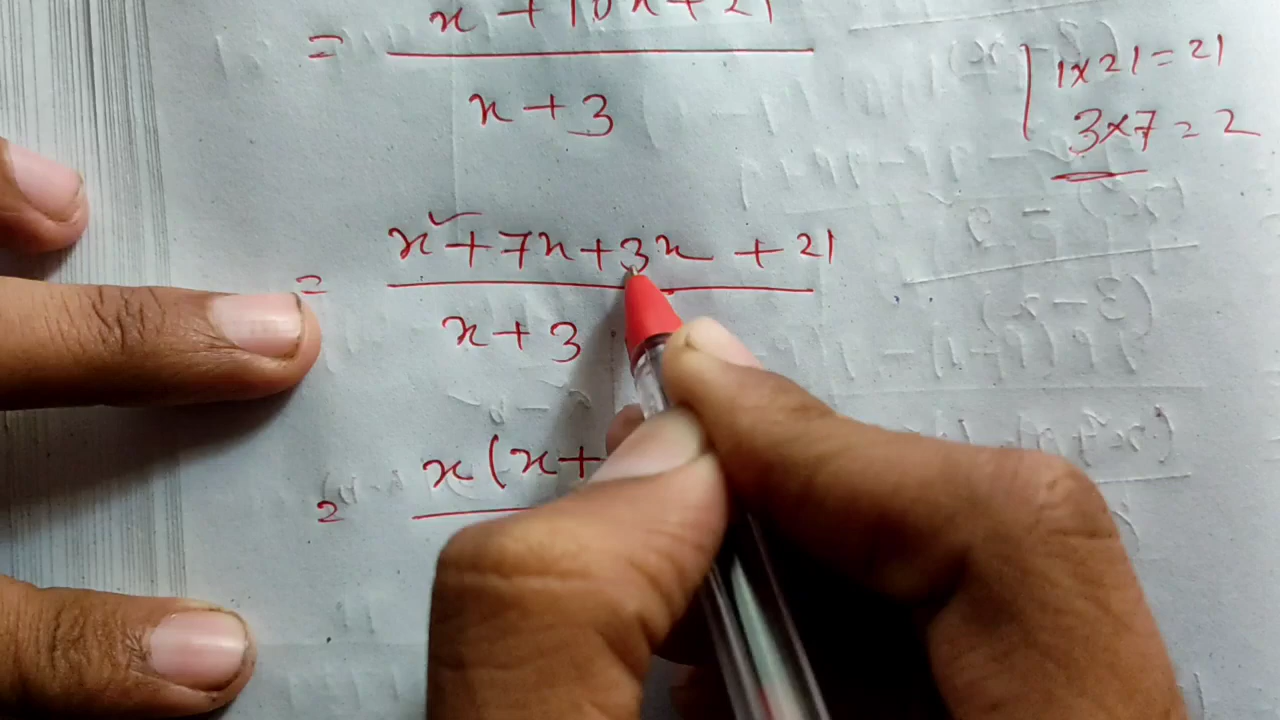 = x + 10x + 21
x + 3
1 × 21 = 21
3 × 7 = 2
= x² + 7x + 3x + 21
x + 3
= x (x +